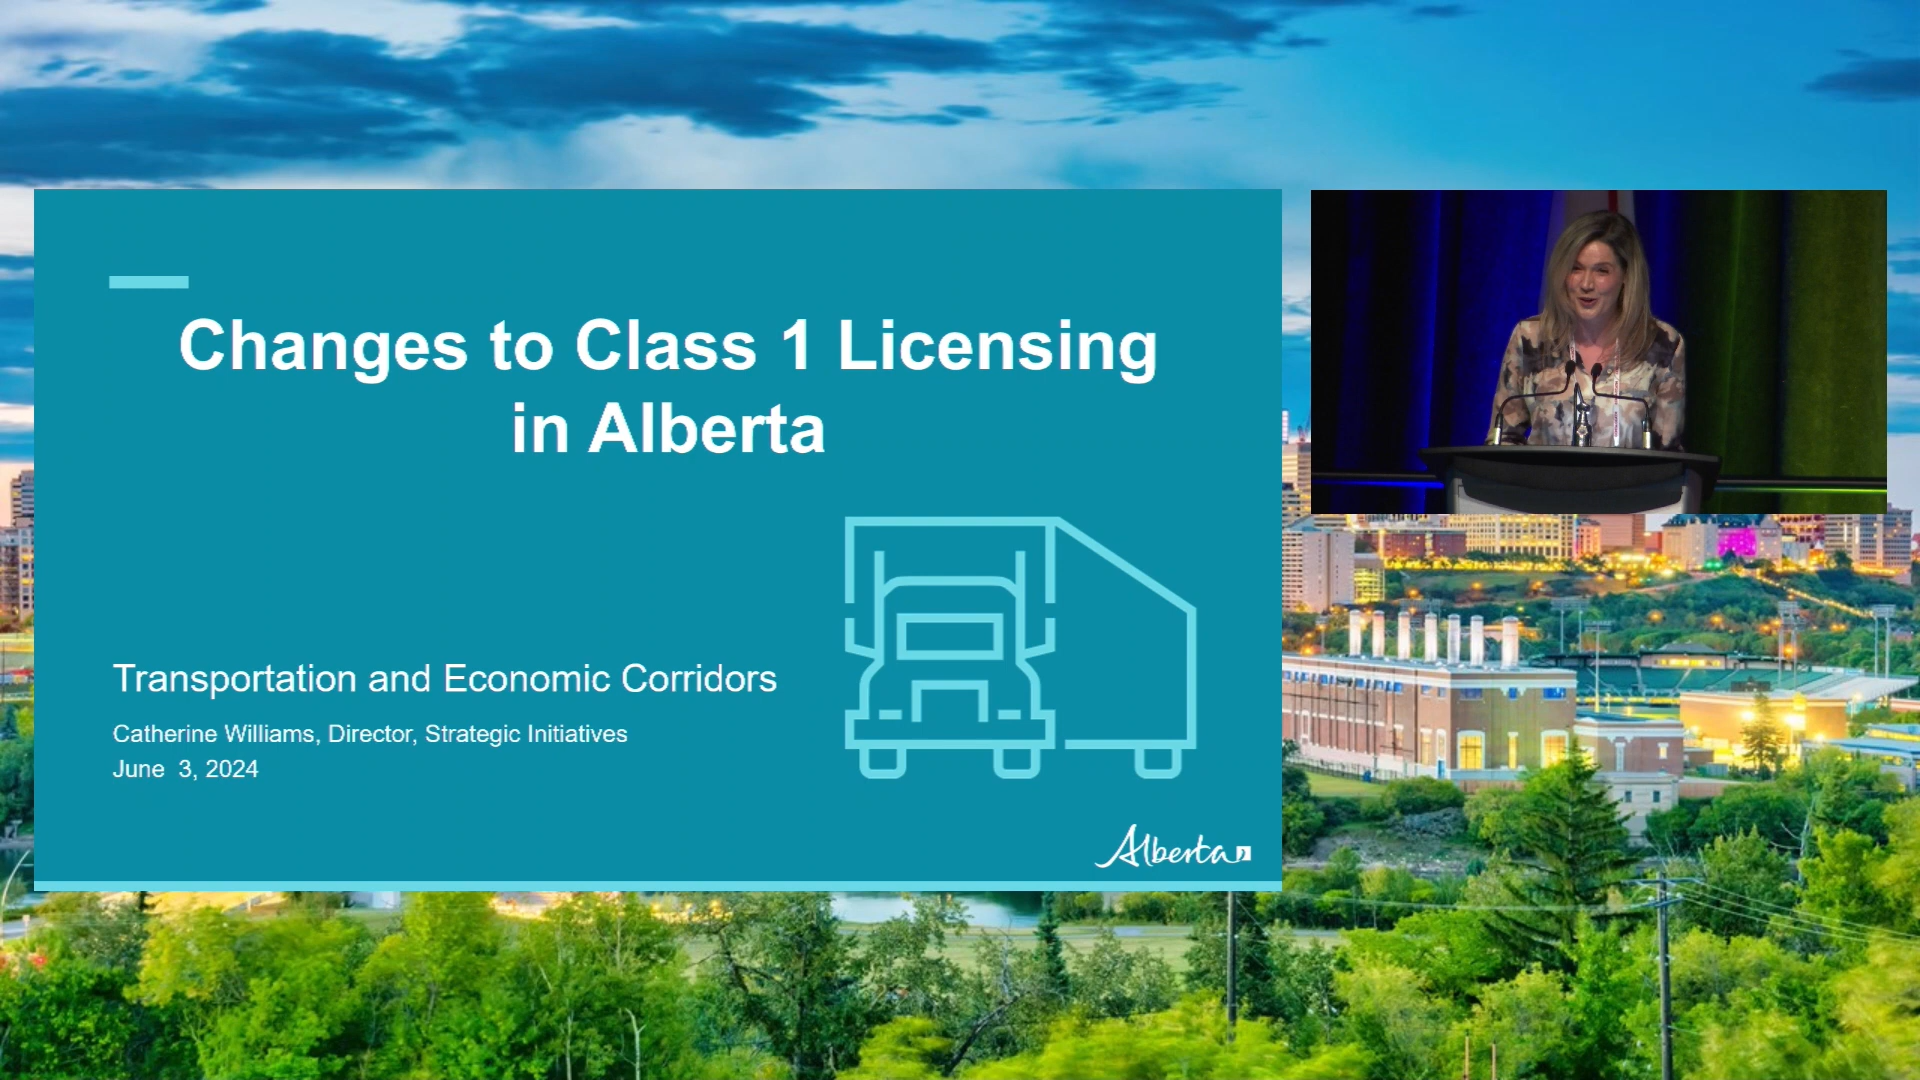 Changes to Class 1 Licensing
in Alberta
Transportation and Economic Corridors
Catherine Williams, Director, Strategic Initiatives
June 3, 2024
Alberta